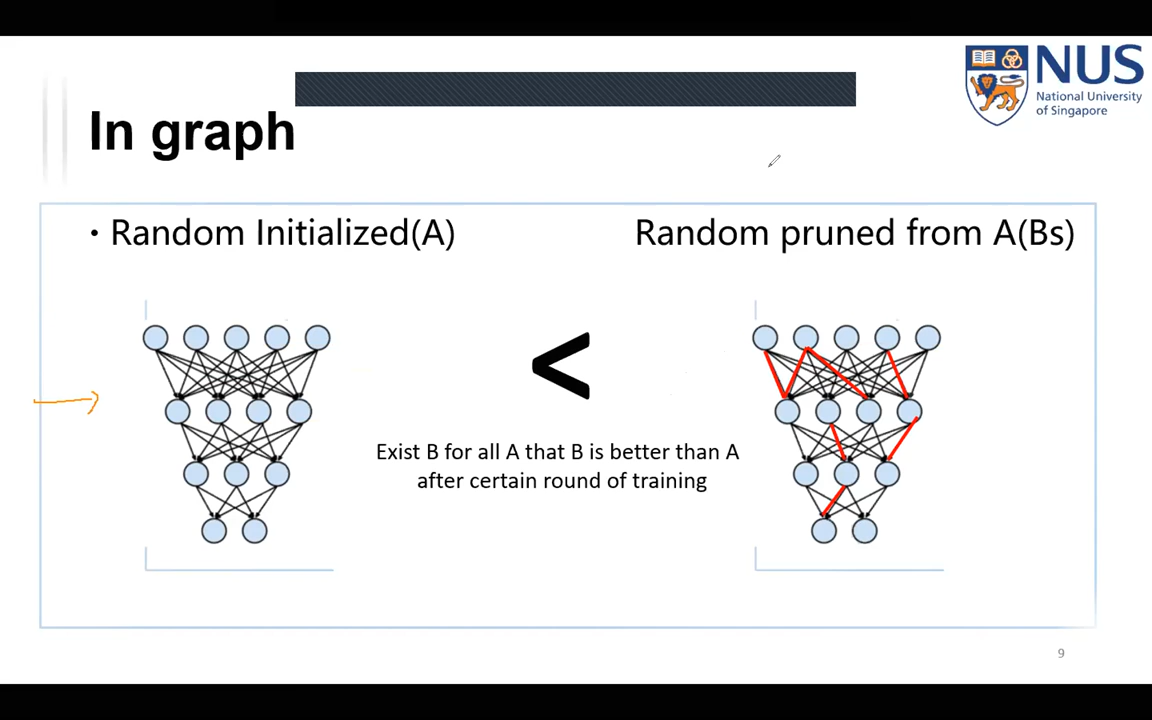 NUS
National University
of Singapore
In graph
• Random Initialized(A)
Random pruned from A(Bs)
<
Exist B for all A that B is better than A
after certain round of training
9